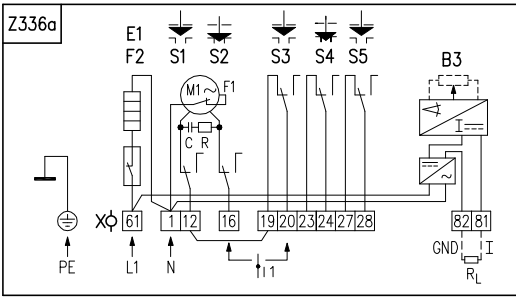 Z336a
E1 S1 S2 S3 S4 S5 B3
F2
M1 ~ F1
C R
I
~
X 61 1 12 16 19 20 23 24 27 28 82 81
GND I
PE L1 N I1 RL